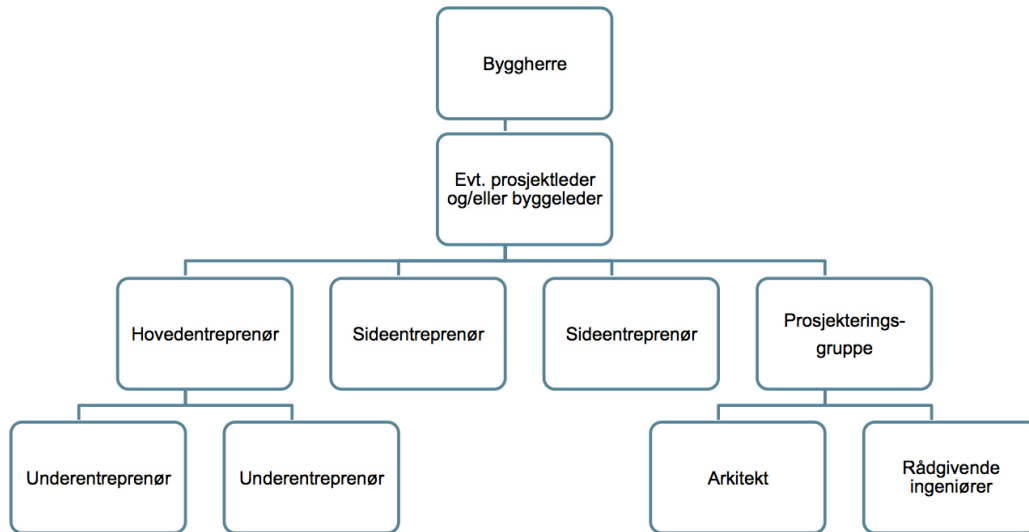 Byggherre
Evt. prosjektleder
og/eller byggeleder
Hovedentreprenør
Sideentreprenør
Sideentreprenør
Prosjekterings-
gruppe
Underentreprenør
Underentreprenør
Arkitekt
Rådgivende
ingeniører